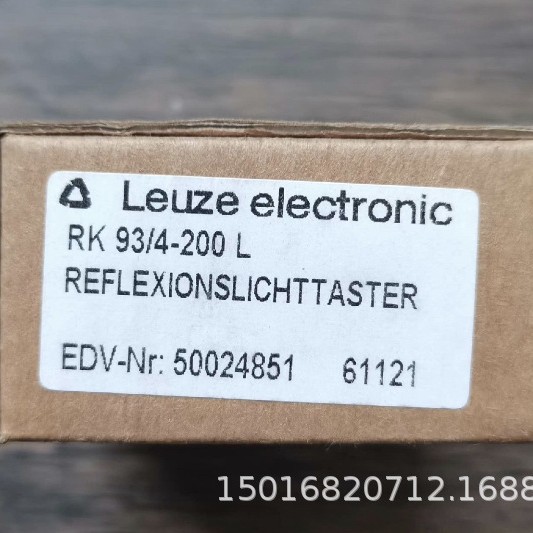 Leuze electronic
RK 93/4-200 L
REFLEXIONSLICHTTASTER
EDV-Nr: 50024851 61121
15016820712.1688